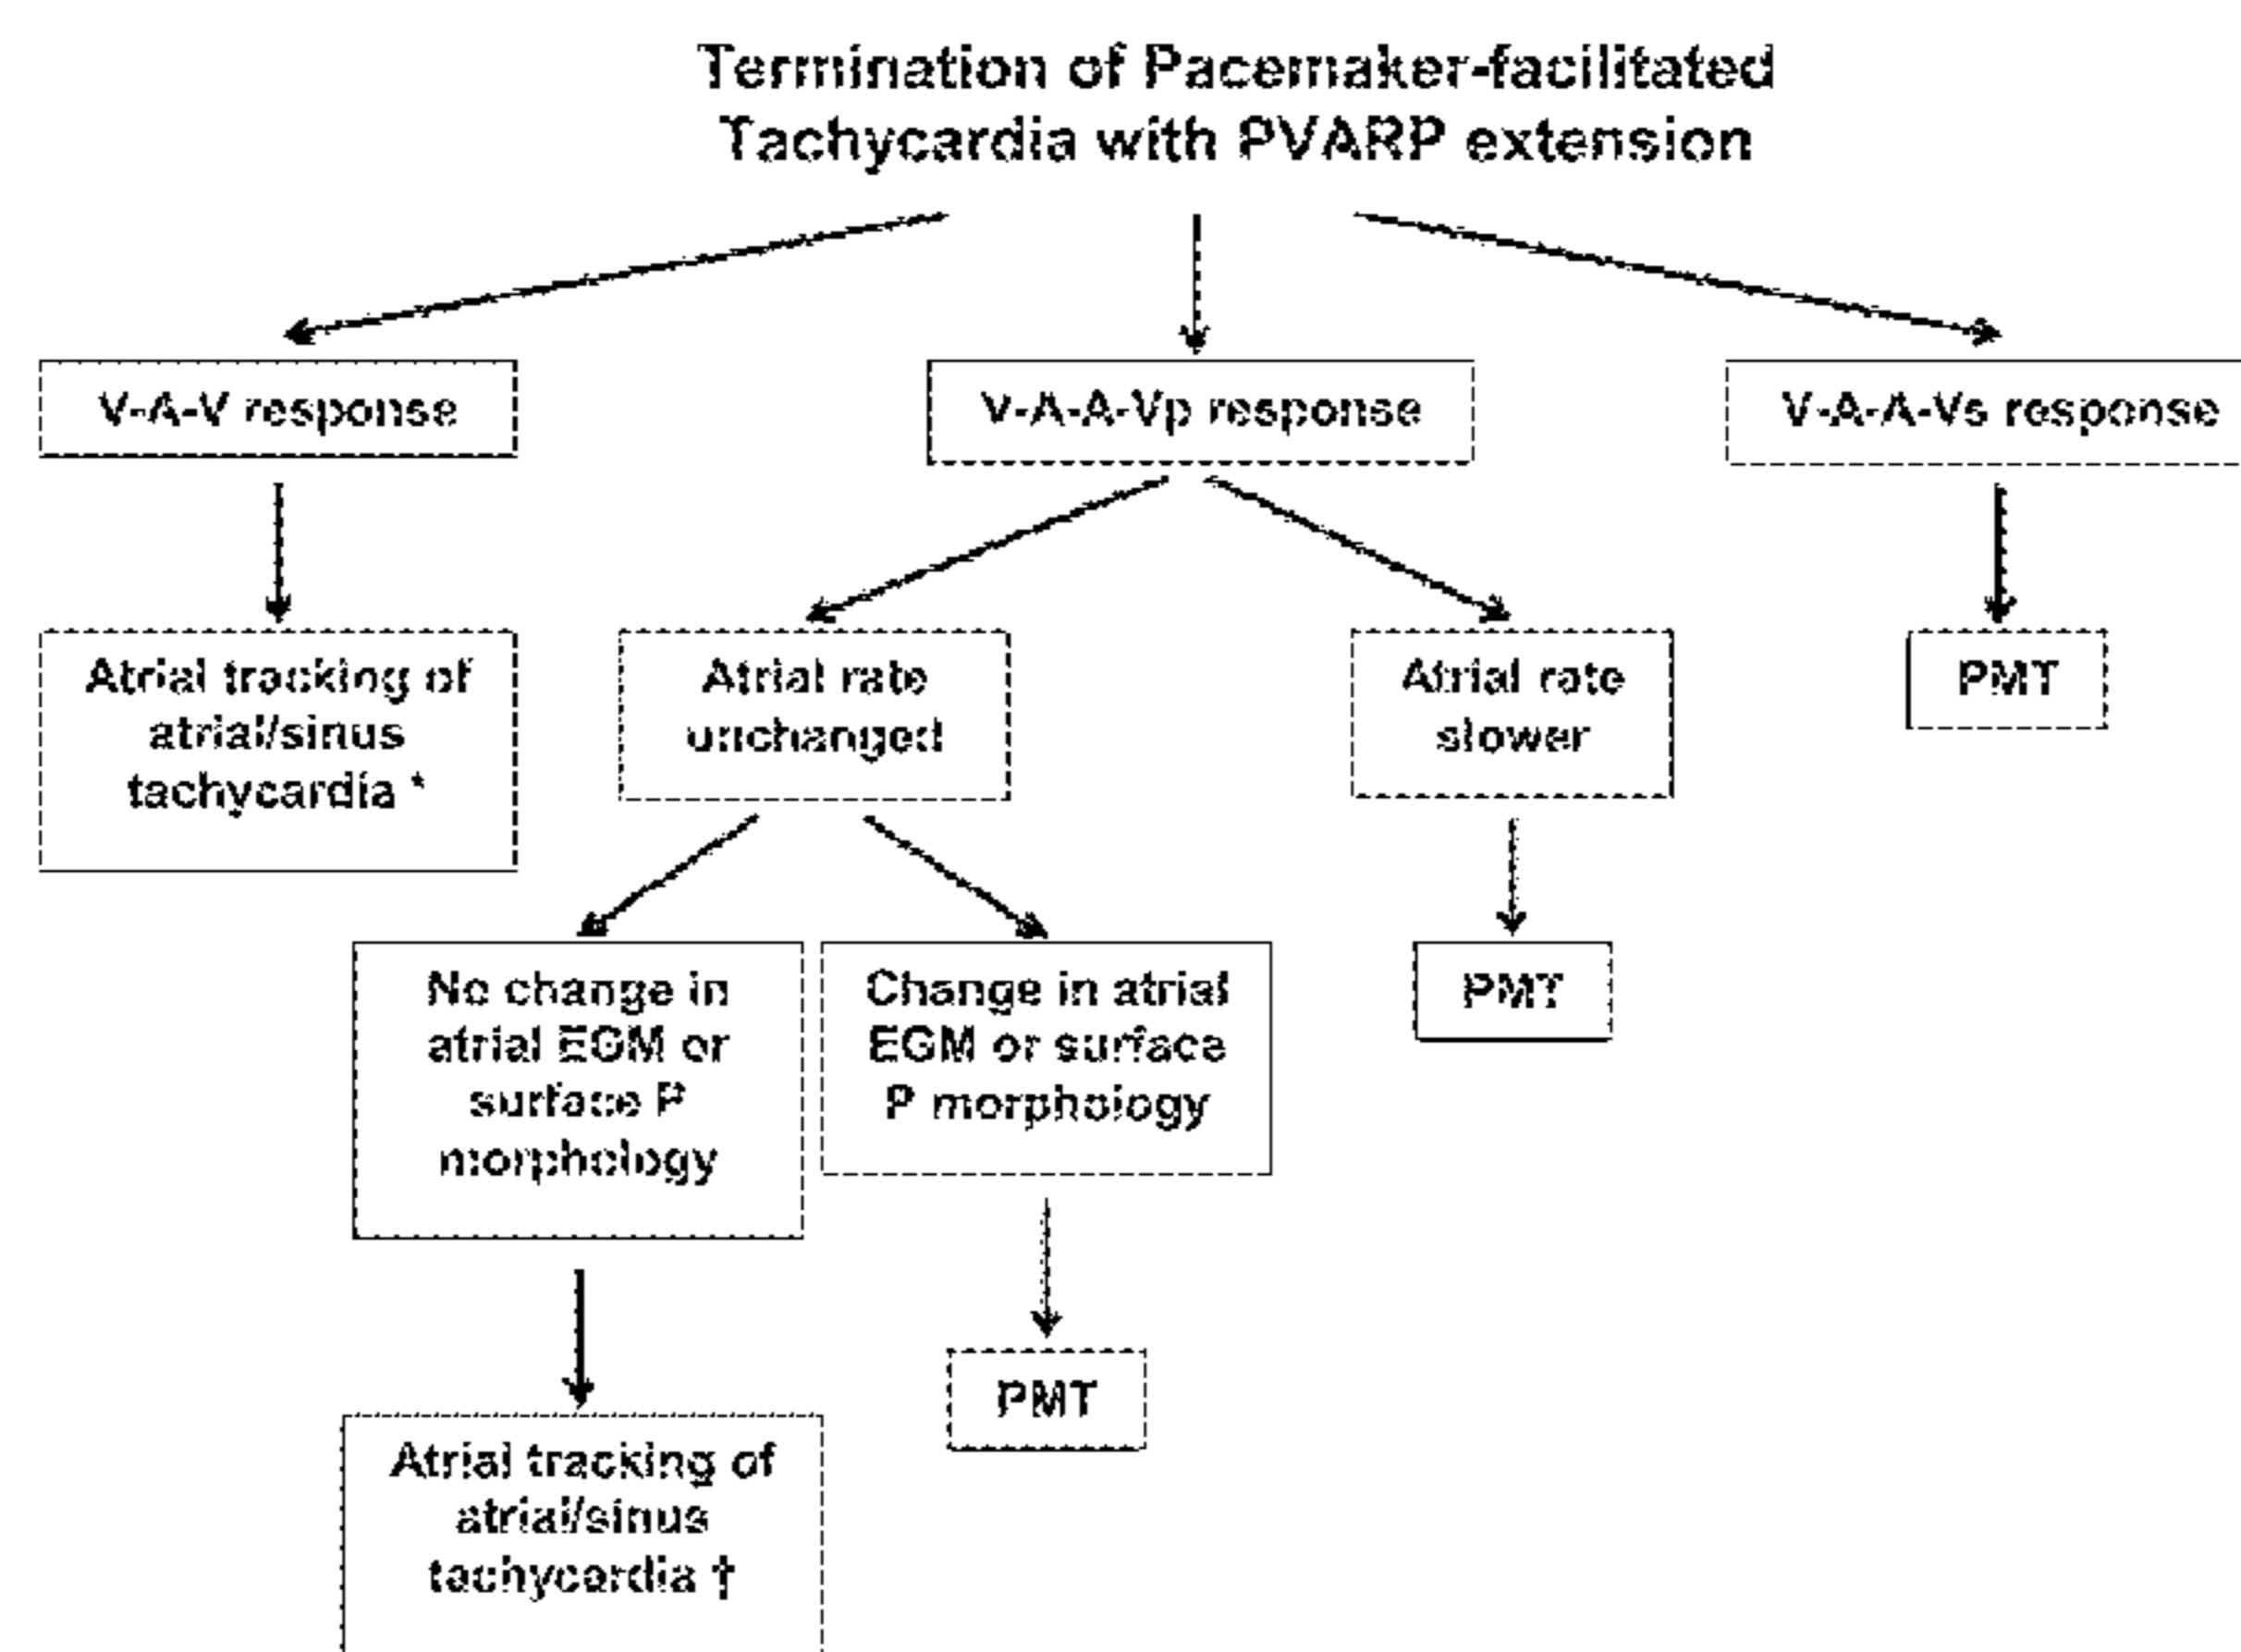 Termination of Pacemaker-facilitated
Tachycardia with PVARP extension
V-A-V response
V-A-A-Vp response
V-A-A-Vs response
Atrial tracking of
atrial/sinus
tachycardia *
Atrial rate
unchanged
Atrial rate
slower
PMT
No change in
atrial EGM or
surface P
morphology
Change in atrial
EGM or surface
P morphology
PMT
PMT
Atrial tracking of
atrial/sinus
tachycardia †